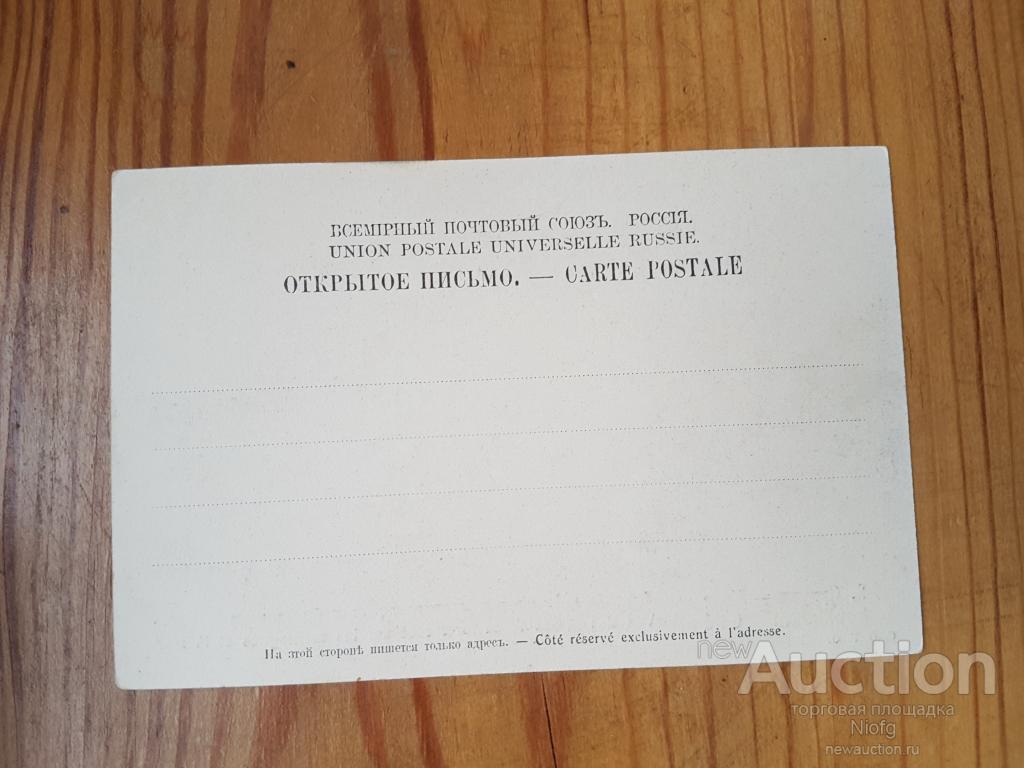 ВСЕМІРНЫЙ ПОЧТОВЫЙ СОЮЗЪ. РОССІЯ.
UNION POSTALE UNIVERSELLE RUSSIE.
ОТКРЫТОЕ ПИСЬМО. — CARTE POSTALE
На этой сторонѣ пишется только адресъ. — Côté réservé exclusivement à l'adresse.
newAuction
торговая площадка
Niofg
newauction.ru